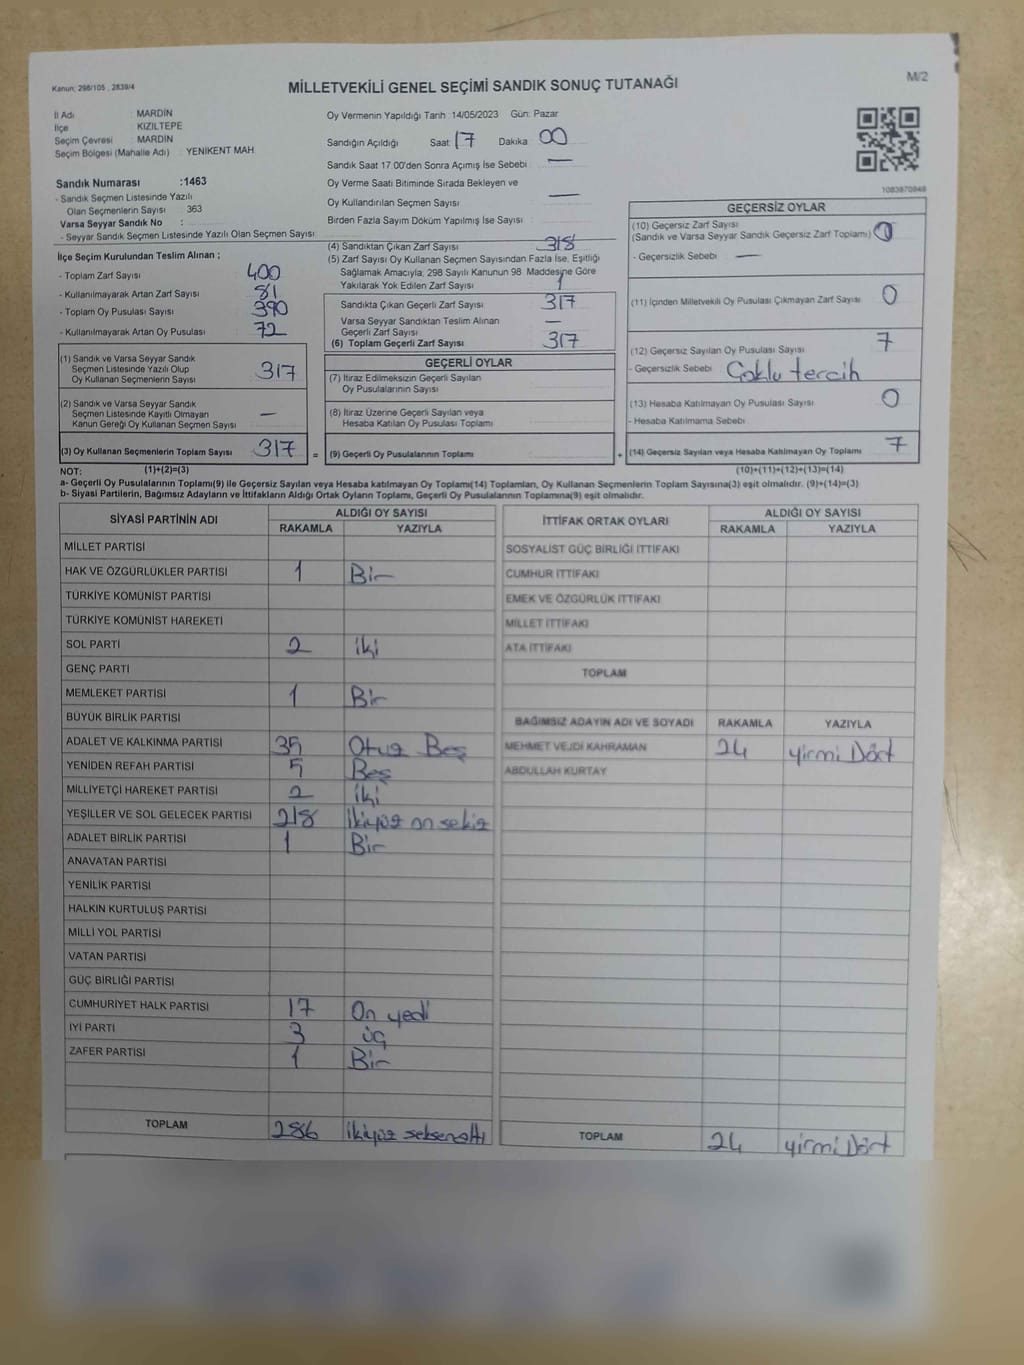 Kanun: 298/105 , 2839/4
MİLLETVEKİLİ GENEL SEÇİMİ SANDIK SONUÇ TUTANAĞI
M/2
İl Adı : MARDİN
İlçe : KIZILTEPE
Seçim Çevresi : MARDİN
Seçim Bölgesi (Mahalle Adı) : YENİKENT MAH.
Oy Vermenin Yapıldığı Tarih :14/05/2023 Gün: Pazar
Sandığın Açıldığı Saat 17 Dakika 00
Sandık Saat 17.00'den Sonra Açılmış İse Sebebi : —
Oy Verme Saati Bitiminde Sırada Bekleyen ve
Oy Kullandırılan Seçmen Sayısı : —
Birden Fazla Sayım Döküm Yapılmış İse Sayısı :
1083870848
Sandık Numarası :1463
- Sandık Seçmen Listesinde Yazılı
Olan Seçmenlerin Sayısı : 363
Varsa Seyyar Sandık No :
- Seyyar Sandık Seçmen Listesinde Yazılı Olan Seçmen Sayısı :
İlçe Seçim Kurulundan Teslim Alınan ;
- Toplam Zarf Sayısı : 400
- Kullanılmayarak Artan Zarf Sayısı : 81
- Toplam Oy Pusulası Sayısı : 390
- Kullanılmayarak Artan Oy Pusulası : 72
(1) Sandık ve Varsa Seyyar Sandık
Seçmen Listesinde Yazılı Olup
Oy Kullanan Seçmenlerin Sayısı : 317
(2) Sandık ve Varsa Seyyar Sandık
Seçmen Listesinde Kayıtlı Olmayan
Kanun Gereği Oy Kullanan Seçmen Sayısı : —
(3) Oy Kullanan Seçmenlerin Toplam Sayısı : 317
(4) Sandıktan Çıkan Zarf Sayısı : 318
(5) Zarf Sayısı Oy Kullanan Seçmen Sayısından Fazla İse, Eşitliği
Sağlamak Amacıyla, 298 Sayılı Kanunun 98. Maddesine Göre
Yakılarak Yok Edilen Zarf Sayısı : 1
Sandıkta Çıkan Geçerli Zarf Sayısı : 317
Varsa Seyyar Sandıktan Teslim Alınan
Geçerli Zarf Sayısı : —
(6) Toplam Geçerli Zarf Sayısı : 317
GEÇERLİ OYLAR
(7) İtiraz Edilmeksizin Geçerli Sayılan
Oy Pusulalarının Sayısı :
(8) İtiraz Üzerine Geçerli Sayılan veya
Hesaba Katılan Oy Pusulası Toplamı :
= (9) Geçerli Oy Pusulalarının Toplamı : +
GEÇERSİZ OYLAR
(10) Geçersiz Zarf Sayısı
(Sandık ve Varsa Seyyar Sandık Geçersiz Zarf Toplamı) : 0
- Geçersizlik Sebebi : —
(11) İçinden Milletvekili Oy Pusulası Çıkmayan Zarf Sayısı : 0
(12) Geçersiz Sayılan Oy Pusulası Sayısı : 7
- Geçersizlik Sebebi : Çoklu tercih
(13) Hesaba Katılmayan Oy Pusulası Sayısı : 0
- Hesaba Katılmama Sebebi :
(14) Geçersiz Sayılan veya Hesaba Katılmayan Oy Toplamı : 7
NOT: (1)+(2)=(3) (10)+(11)+(12)+(13)=(14)
a- Geçerli Oy Pusulalarının Toplamı(9) ile Geçersiz Sayılan veya Hesaba katılmayan Oy Toplamı(14) Toplamları, Oy Kullanan Seçmenlerin Toplam Sayısına(3) eşit olmalıdır. (9)+(14)=(3)
b- Siyasi Partilerin, Bağımsız Adayların ve İttifakların Aldığı Ortak Oyların Toplamı, Geçerli Oy Pusulalarının Toplamına(9) eşit olmalıdır.
SİYASİ PARTİNİN ADI ALDIĞI OY SAYISI
RAKAMLA YAZIYLA
MİLLET PARTİSİ
HAK VE ÖZGÜRLÜKLER PARTİSİ 1 Bir
TÜRKİYE KOMÜNİST PARTİSİ
TÜRKİYE KOMÜNİST HAREKETİ
SOL PARTİ 2 iki
GENÇ PARTİ
MEMLEKET PARTİSİ 1 Bir
BÜYÜK BİRLİK PARTİSİ
ADALET VE KALKINMA PARTİSİ 35 Otuz Beş
YENİDEN REFAH PARTİSİ 5 Beş
MİLLİYETÇİ HAREKET PARTİSİ 2 iki
YEŞİLLER VE SOL GELECEK PARTİSİ 218 İkiyüz on sekiz
ADALET BİRLİK PARTİSİ 1 Bir
ANAVATAN PARTİSİ
YENİLİK PARTİSİ
HALKIN KURTULUŞ PARTİSİ
MİLLİ YOL PARTİSİ
VATAN PARTİSİ
GÜÇ BİRLİĞİ PARTİSİ
CUMHURİYET HALK PARTİSİ 17 On yedi
İYİ PARTİ 3 üç
ZAFER PARTİSİ 1 Bir
TOPLAM 286 ikiyüz seksenaltı
İTTİFAK ORTAK OYLARI ALDIĞI OY SAYISI
RAKAMLA YAZIYLA
SOSYALİST GÜÇ BİRLİĞİ İTTİFAKI
CUMHUR İTTİFAKI
EMEK VE ÖZGÜRLÜK İTTİFAKI
MİLLET İTTİFAKI
ATA İTTİFAKI
TOPLAM
BAĞIMSIZ ADAYIN ADI VE SOYADI RAKAMLA YAZIYLA
MEHMET VEJDİ KAHRAMAN 24 yirmi Dört
ABDULLAH KURTAY
TOPLAM 24 yirmi Dört